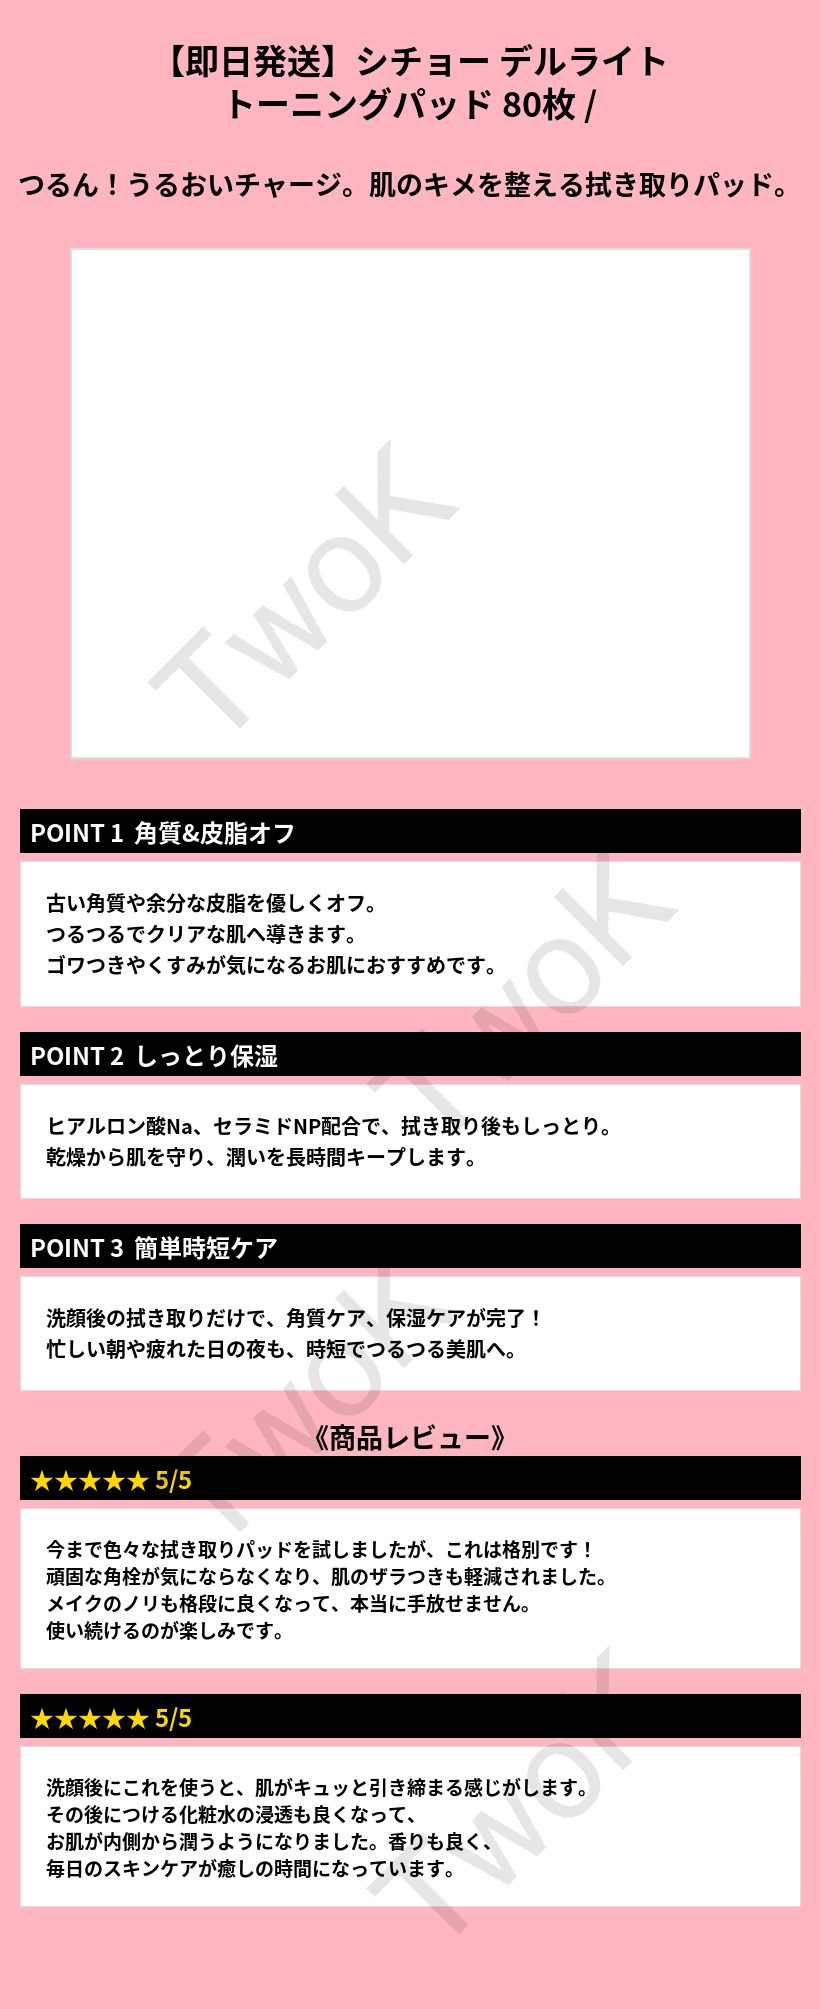 【即日発送】シチョー デルライト
トーニングパッド 80枚 /
つるん！うるおいチャージ。肌のキメを整える拭き取りパッド。
TwoK
POINT 1 角質&皮脂オフ
古い角質や余分な皮脂を優しくオフ。
つるつるでクリアな肌へ導きます。
ゴワつきやくすみが気になるお肌におすすめです。
TwoK
POINT 2 しっとり保湿
ヒアルロン酸Na、セラミドNP配合で、拭き取り後もしっとり。
乾燥から肌を守り、潤いを長時間キープします。
POINT 3 簡単時短ケア
洗顔後の拭き取りだけで、角質ケア、保湿ケアが完了！
忙しい朝や疲れた日の夜も、時短でつるつる美肌へ。
TwoK
《商品レビュー》
★★★★★ 5/5
今まで色々な拭き取りパッドを試しましたが、これは格別です！
頑固な角栓が気にならなくなり、肌のザラつきも軽減されました。
メイクのノリも格段に良くなって、本当に手放せません。
使い続けるのが楽しみです。
★★★★★ 5/5
洗顔後にこれを使うと、肌がキュッと引き締まる感じがします。
その後につける化粧水の浸透も良くなって、
お肌が内側から潤うようになりました。香りも良く、
毎日のスキンケアが癒しの時間になっています。
TwoK